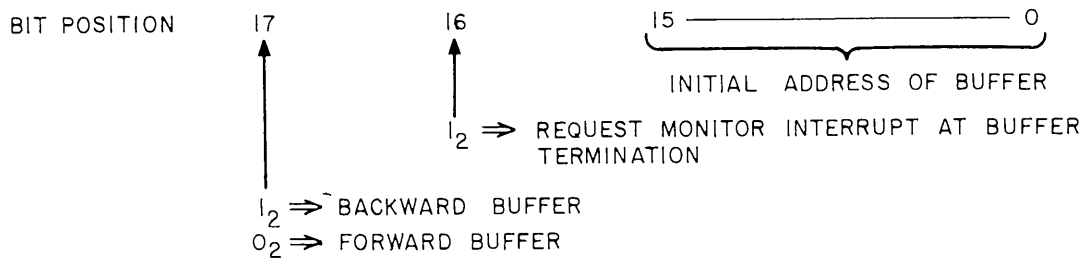 BIT POSITION 17 16 15 0
INITIAL ADDRESS OF BUFFER
1₂ ⇒ REQUEST MONITOR INTERRUPT AT BUFFER
TERMINATION
1₂ ⇒ BACKWARD BUFFER
0₂ ⇒ FORWARD BUFFER